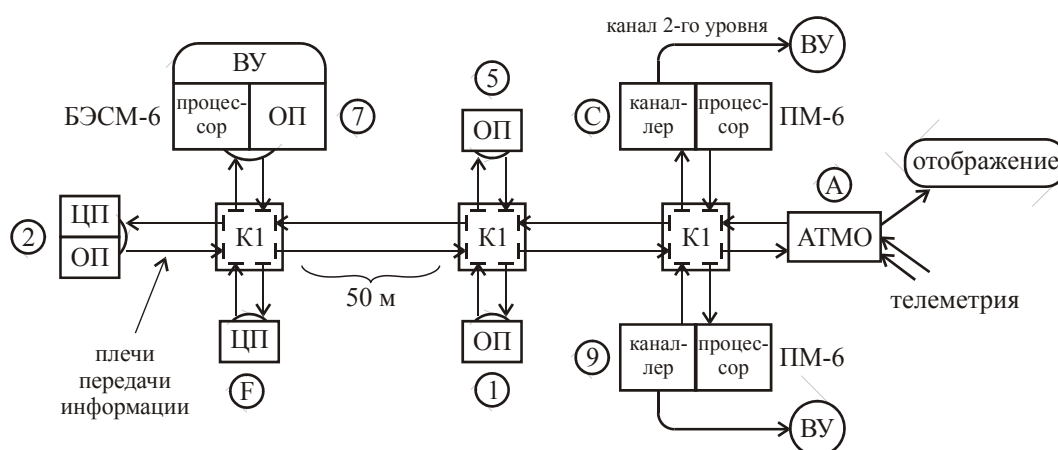 канал 2-го уровня
ВУ
ВУ
БЭСМ-6
процес-
сор
ОП
7
5
ОП
C
канал-
лер
процес-
сор
ПМ-6
отображение
A
2
ЦП
ОП
К1
К1
К1
АТМО
50 м
телеметрия
плечи
передачи
информации
ЦП
F
ОП
1
9
канал-
лер
процес-
сор
ПМ-6
ВУ